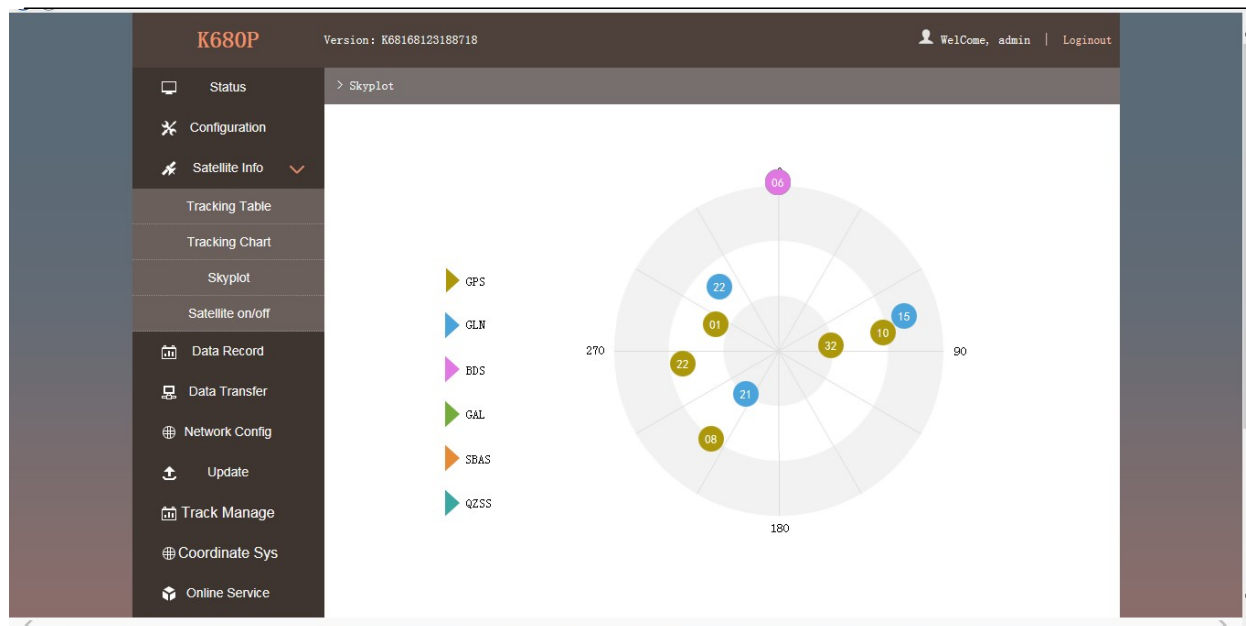 K680P
Version: K68168123188718
WelCome, admin | Loginout
Status
Configuration
Satellite Info
Tracking Table
Tracking Chart
Skyplot
Satellite on/off
Data Record
Data Transfer
Network Config
Update
Track Manage
Coordinate Sys
Online Service
> Skyplot
GPS
GLN
BDS
GAL
SBAS
QZSS
06
22
15
01
10
32
270
90
22
21
08
180